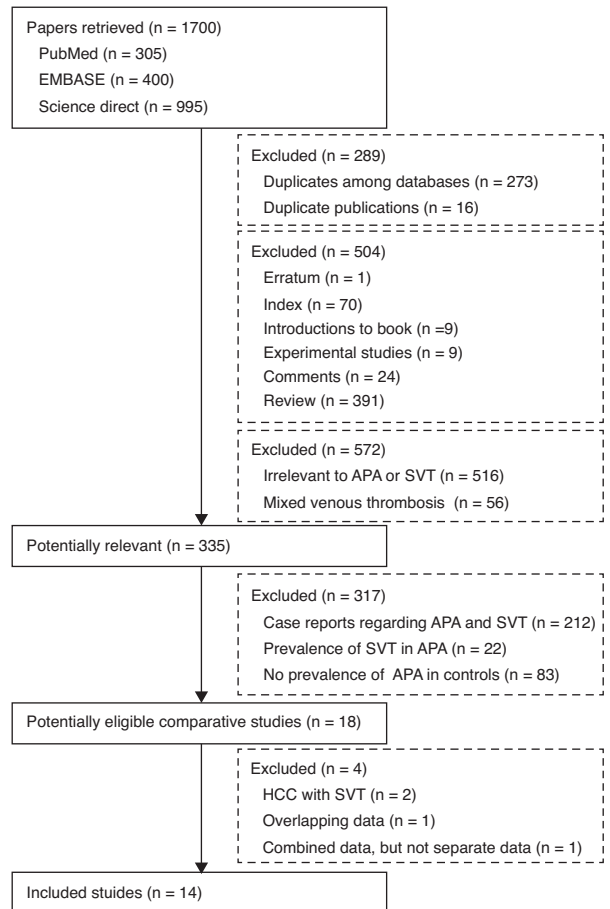 Papers retrieved (n = 1700)
PubMed (n = 305)
EMBASE (n = 400)
Science direct (n = 995)
Excluded (n = 289)
Duplicates among databases (n = 273)
Duplicate publications (n = 16)
Excluded (n = 504)
Erratum (n = 1)
Index (n = 70)
Introductions to book (n =9)
Experimental studies (n = 9)
Comments (n = 24)
Review (n = 391)
Excluded (n = 572)
Irrelevant to APA or SVT (n = 516)
Mixed venous thrombosis (n = 56)
Potentially relevant (n = 335)
Excluded (n = 317)
Case reports regarding APA and SVT (n = 212)
Prevalence of SVT in APA (n = 22)
No prevalence of APA in controls (n = 83)
Potentially eligible comparative studies (n = 18)
Excluded (n = 4)
HCC with SVT (n = 2)
Overlapping data (n = 1)
Combined data, but not separate data (n = 1)
Included stuides (n = 14)